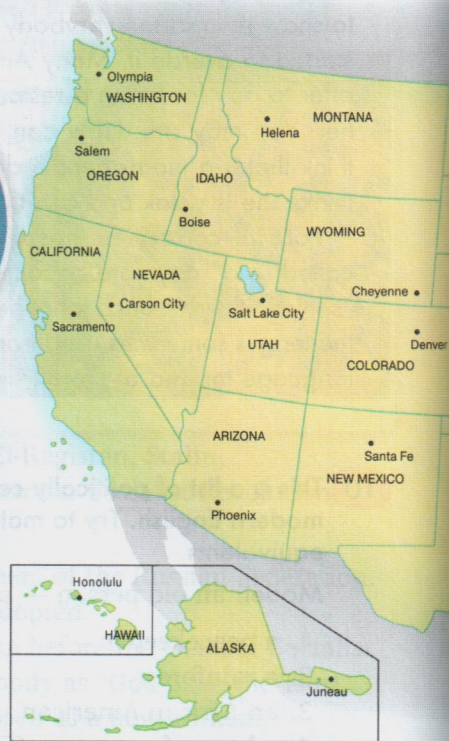 Olympia
WASHINGTON
MONTANA
Helena
Salem
OREGON
IDAHO
Boise
WYOMING
CALIFORNIA
NEVADA
Carson City
Sacramento
Cheyenne
Salt Lake City
UTAH
Denver
COLORADO
ARIZONA
Santa Fe
NEW MEXICO
Phoenix
Honolulu
HAWAII
ALASKA
Juneau